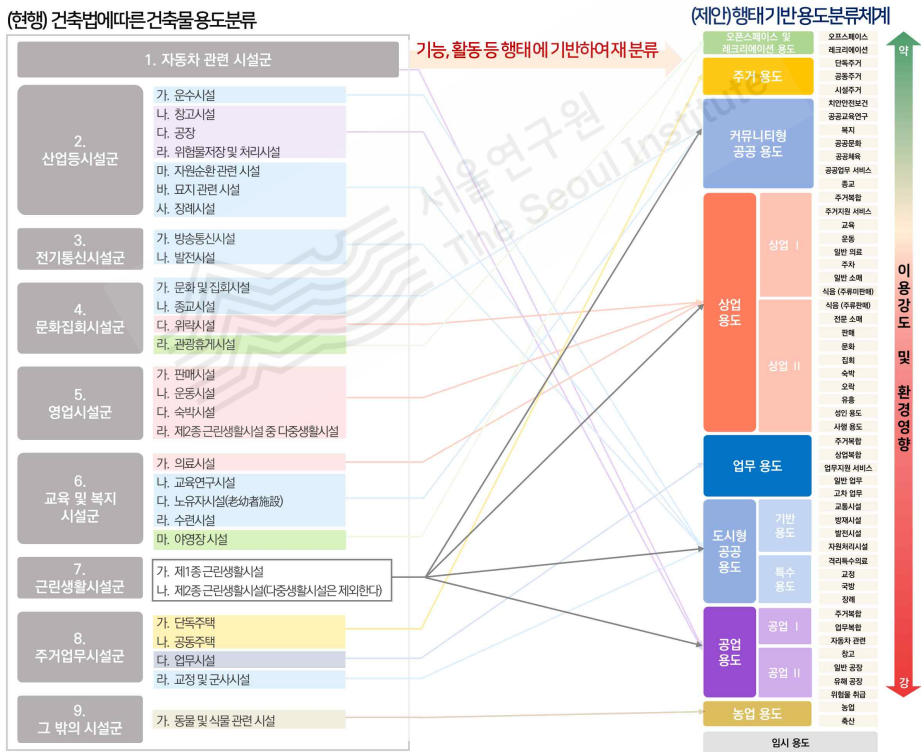 (현행) 건축법에따른 건축물 용도분류
1. 자동차 관련 시설군
2.
산업등시설군
가. 운수시설
나. 창고시설
다. 공장
라. 위험물저장 및 처리시설
마. 자원순환 관련 시설
바. 묘지 관련 시설
사. 장례시설
3.
전기통신시설군
가. 방송통신시설
나. 발전시설
4.
문화집회시설군
가. 문화 및 집회시설
나. 종교시설
다. 위락시설
라. 관광휴게시설
5.
영업시설군
가. 판매시설
나. 운동시설
다. 숙박시설
라. 제2종 근린생활시설 중 다중생활시설
6.
교육 및 복지
시설군
가. 의료시설
나. 교육연구시설
다. 노유자시설(老幼者施設)
라. 수련시설
마. 야영장 시설
7.
근린생활시설군
가. 제1종 근린생활시설
나. 제2종 근린생활시설(다중생활시설은 제외한다)
8.
주거업무시설군
가. 단독주택
나. 공동주택
다. 업무시설
라. 교정 및 군사시설
9.
그 밖의 시설군
가. 동물 및 식물 관련 시설
기능, 활동 등 행태에 기반하여 재 분류
서울연구원
The Seoul Institute
(제안)행태기반용도분류체계
오픈스페이스 및
레크리에이션 용도
주거 용도
커뮤니티형
공공 용도
상업
용도
상업 I
상업 II
업무 용도
도시형
공공
용도
기반
용도
특수
용도
공업
용도
공업 I
공업 II
농업 용도
임시 용도
오픈스페이스
레크리에이션
단독주거
공동주거
시설주거
치안안전보건
공공교육연구
복지
공공문화
공공체육
공공업무 서비스
종교
주거복합
주거지원 서비스
교육
운동
일반 의료
주차
일반 소매
식음 (주류미판매)
식음 (주류판매)
전문 소매
판매
문화
집회
숙박
오락
유흥
성인 용도
사행 용도
주거복합
상업복합
업무지원 서비스
일반 업무
고차 업무
교통시설
방재시설
발전시설
자원처리시설
격리특수의료
교정
국방
장례
주거복합
업무복합
자동차 관련
창고
일반 공장
유해 공장
위험물 취급
농업
축산
약
이용강도 및 환경영향
강